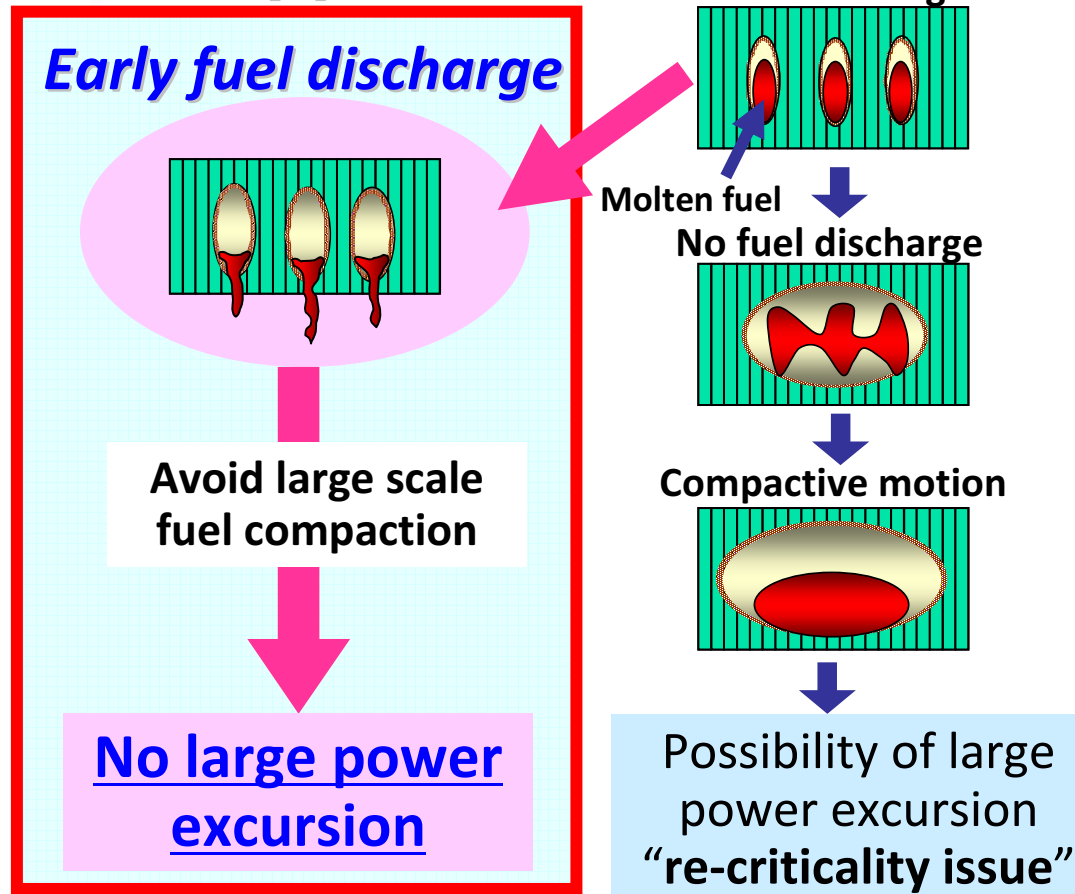 Early fuel discharge
Molten fuel
No fuel discharge
Compactive motion
Avoid large scale
fuel compaction
No large power
excursion
Possibility of large
power excursion
“re-criticality issue”